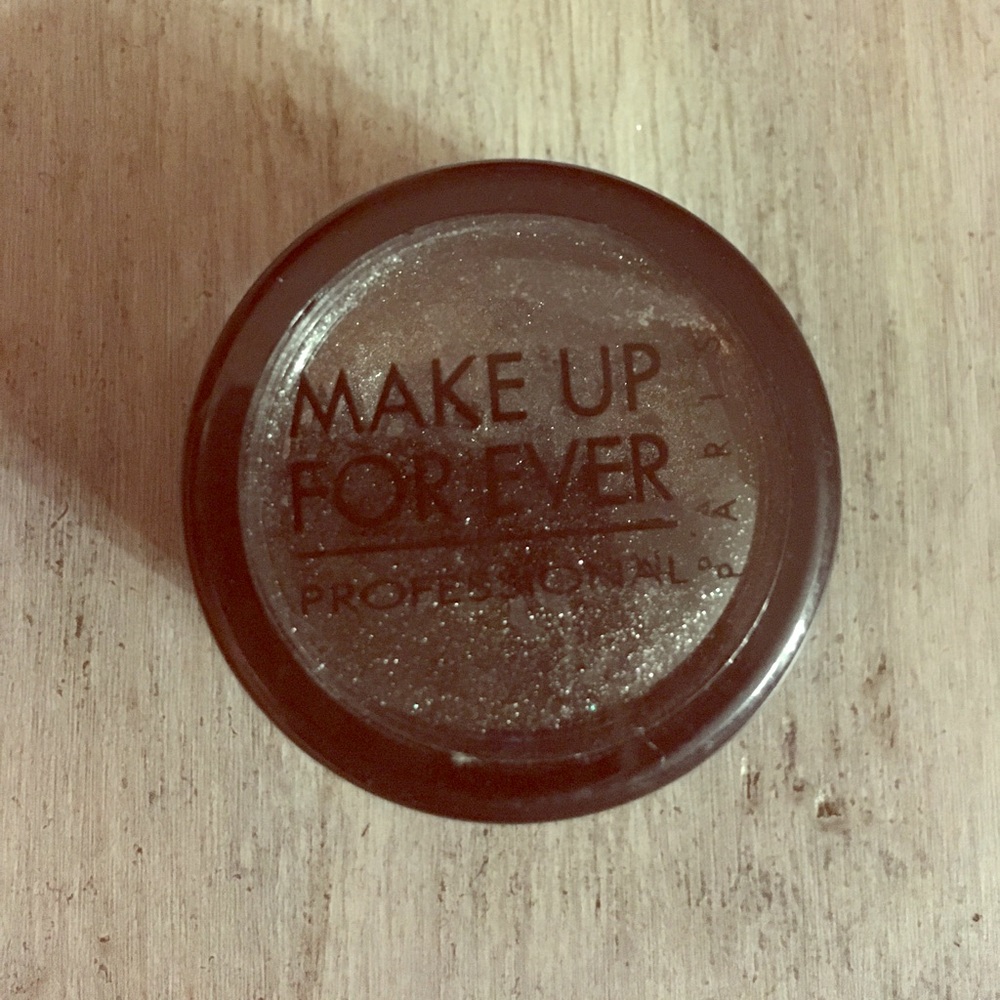 MAKE UP
FOR EVER
PROFESSIONAL
PARIS